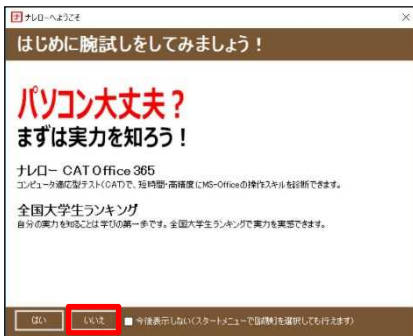 ナレローへようこそ
はじめに腕試しをしてみましょう！
パソコン大丈夫？
まずは実力を知ろう！
ナレロー CAT Office 365
コンピュータ適応型テスト(CAT)で、短時間・高精度にMS-Officeの操作スキルを診断できます。
全国大学生ランキング
自分の実力を知ることは学びの第一歩です。全国大学生ランキングで実力を実感できます。
はい いいえ 今後表示しない(スタートメニューで[試験]を選択しても行えます)